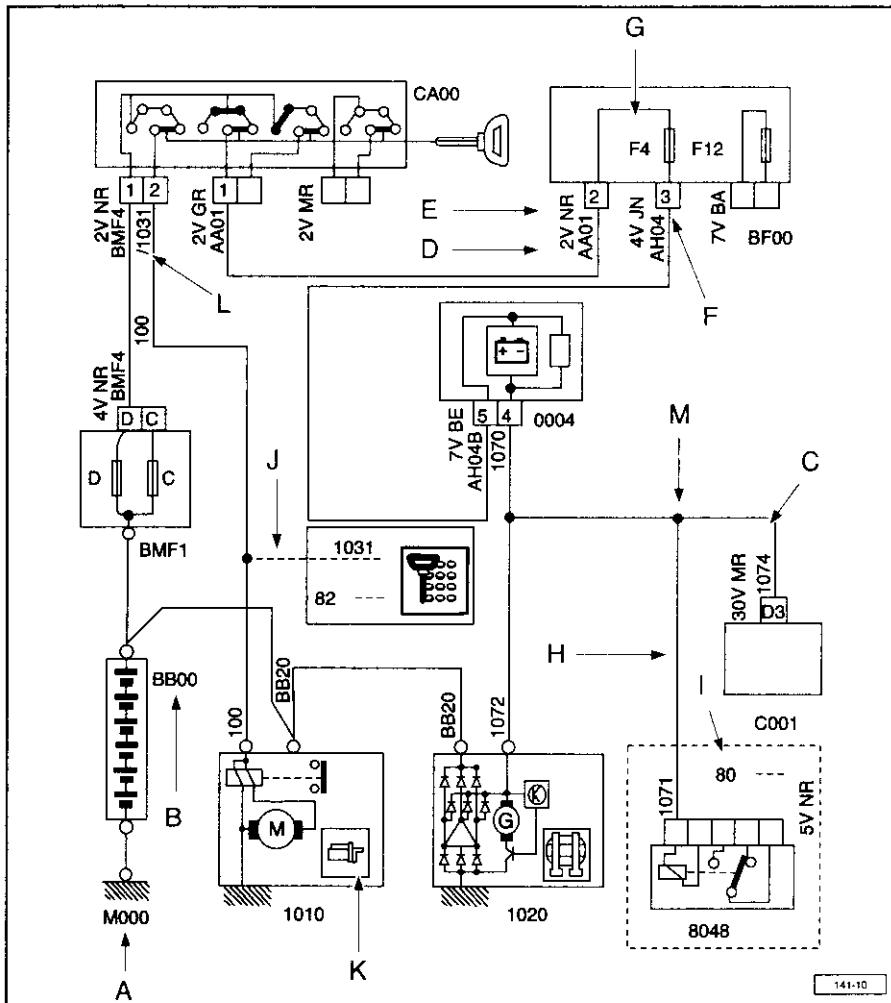 G
CA00
F4 F12
1 2 1 2 3
2V NR
BMF4
/1031
2V GR
AA01
2V MR
E
D
2V NR
AA01
4V JN
AH04
7V BA
BF00
L
F
100
4V NR
BMF4
D C
+ -
5 4
0004
7V BE
AH04B
1070
M
C
J
D C
BMF1
1031
82
30V MR
1074
D3
H
C001
BB00
BB20
100
BB20
1072
I
80
1071
5V NR
B
M
G
K
M000
1010
1020
8048
A
K
141-10